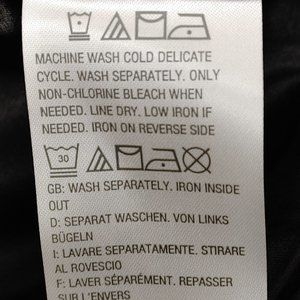 MACHINE WASH COLD DELICATE
CYCLE. WASH SEPARATELY. ONLY
NON-CHLORINE BLEACH WHEN
NEEDED. LINE DRY. LOW IRON IF
NEEDED. IRON ON REVERSE SIDE
30
GB: WASH SEPARATELY. IRON INSIDE
OUT
D: SEPARAT WASCHEN. VON LINKS
BÜGELN
I: LAVARE SEPARATAMENTE. STIRARE
AL ROVESCIO
F: LAVER SÉPARÉMENT. REPASSER
SUR L'ENVERS